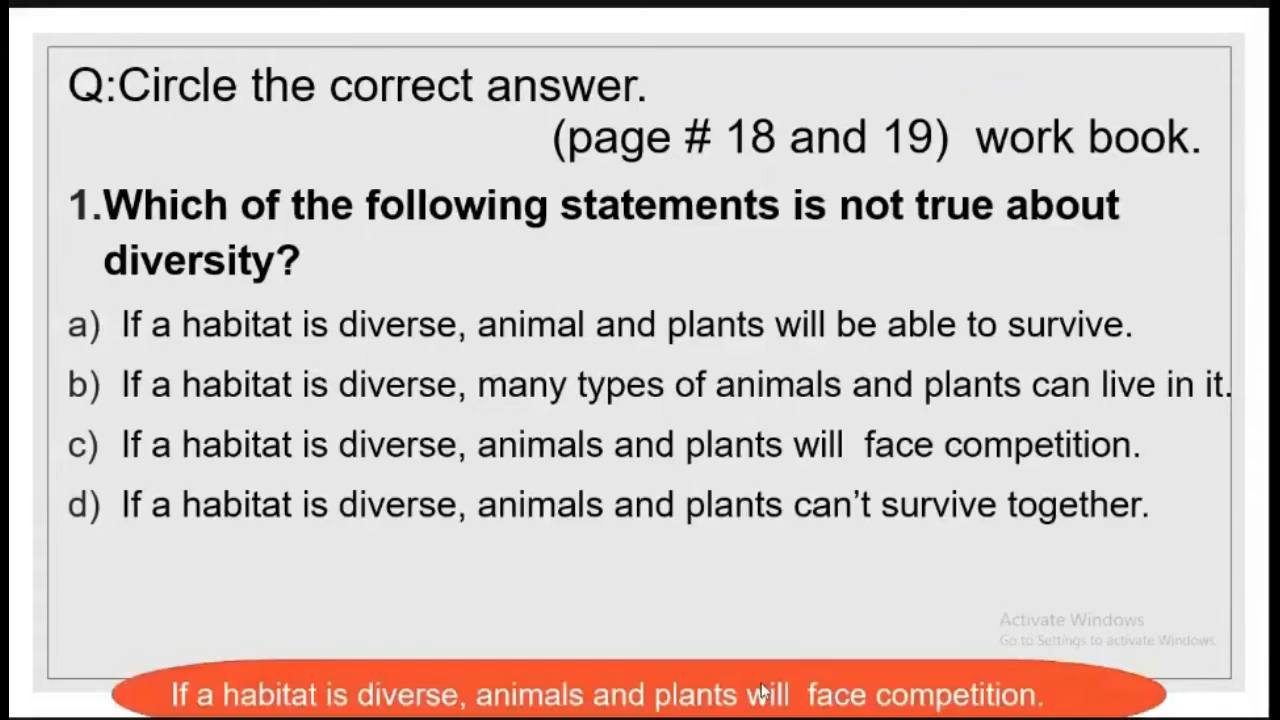 Q:Circle the correct answer.
(page # 18 and 19) work book.
1.Which of the following statements is not true about
diversity?
a) If a habitat is diverse, animal and plants will be able to survive.
b) If a habitat is diverse, many types of animals and plants can live in it.
c) If a habitat is diverse, animals and plants will face competition.
d) If a habitat is diverse, animals and plants can’t survive together.
Activate Windows
Go to Settings to activate Windows.
If a habitat is diverse, animals and plants will face competition.